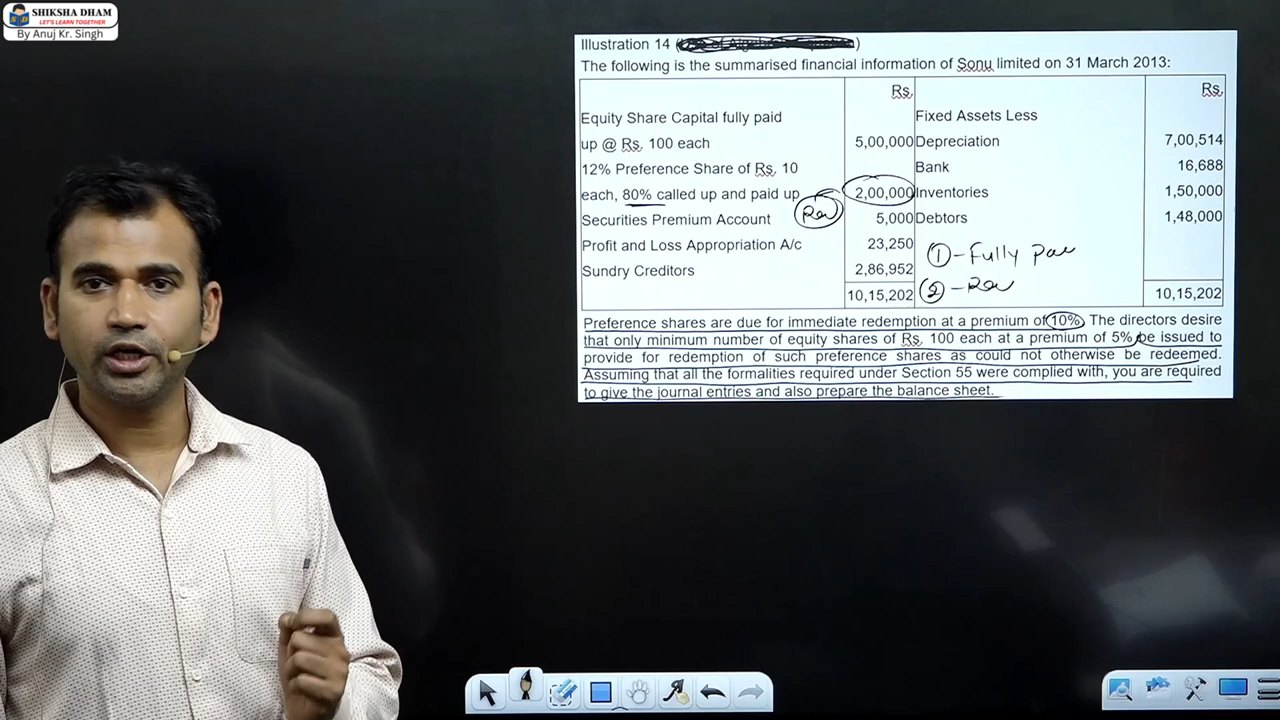 SHIKSHA DHAM
LET'S LEARN TOGETHER
By Anuj Kr. Singh
Illustration 14 ( )
The following is the summarised financial information of Sonu limited on 31 March 2013:
Rs. Rs.
Equity Share Capital fully paid Fixed Assets Less
up @ Rs. 100 each 5,00,000 Depreciation 7,00,514
12% Preference Share of Rs. 10 Bank 16,688
each, 80% called up and paid up 2,00,000 Inventories 1,50,000
Securities Premium Account 5,000 Debtors 1,48,000
Profit and Loss Appropriation A/c 23,250
Sundry Creditors 2,86,952
10,15,202 10,15,202
① - Fully
②
Preference shares are due for immediate redemption at a premium of 10%. The directors desire
that only minimum number of equity shares of Rs. 100 each at a premium of 5% be issued to
provide for redemption of such preference shares as could not otherwise be redeemed.
Assuming that all the formalities required under Section 55 were complied with, you are required
to give the journal entries and also prepare the balance sheet.